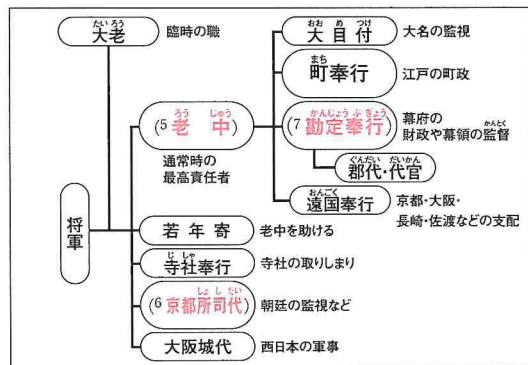 たいろう
大老 臨時の職
おおめつけ
大目付 大名の監視
まち
町奉行 江戸の町政
ろうじゅう
(5 老中)
通常時の
最高責任者
かんじょうぶぎょう
(7 勘定奉行)
幕府の
財政や幕領の監督
かんとく
ぐんだい だいかん
郡代・代官
おんごく
遠国奉行 京都・大阪・
長崎・佐渡などの支配
将軍
若年寄 老中を助ける
じしゃ
寺社奉行 寺社の取りしまり
しょしだい
(6 京都所司代) 朝廷の監視など
大阪城代 西日本の軍事